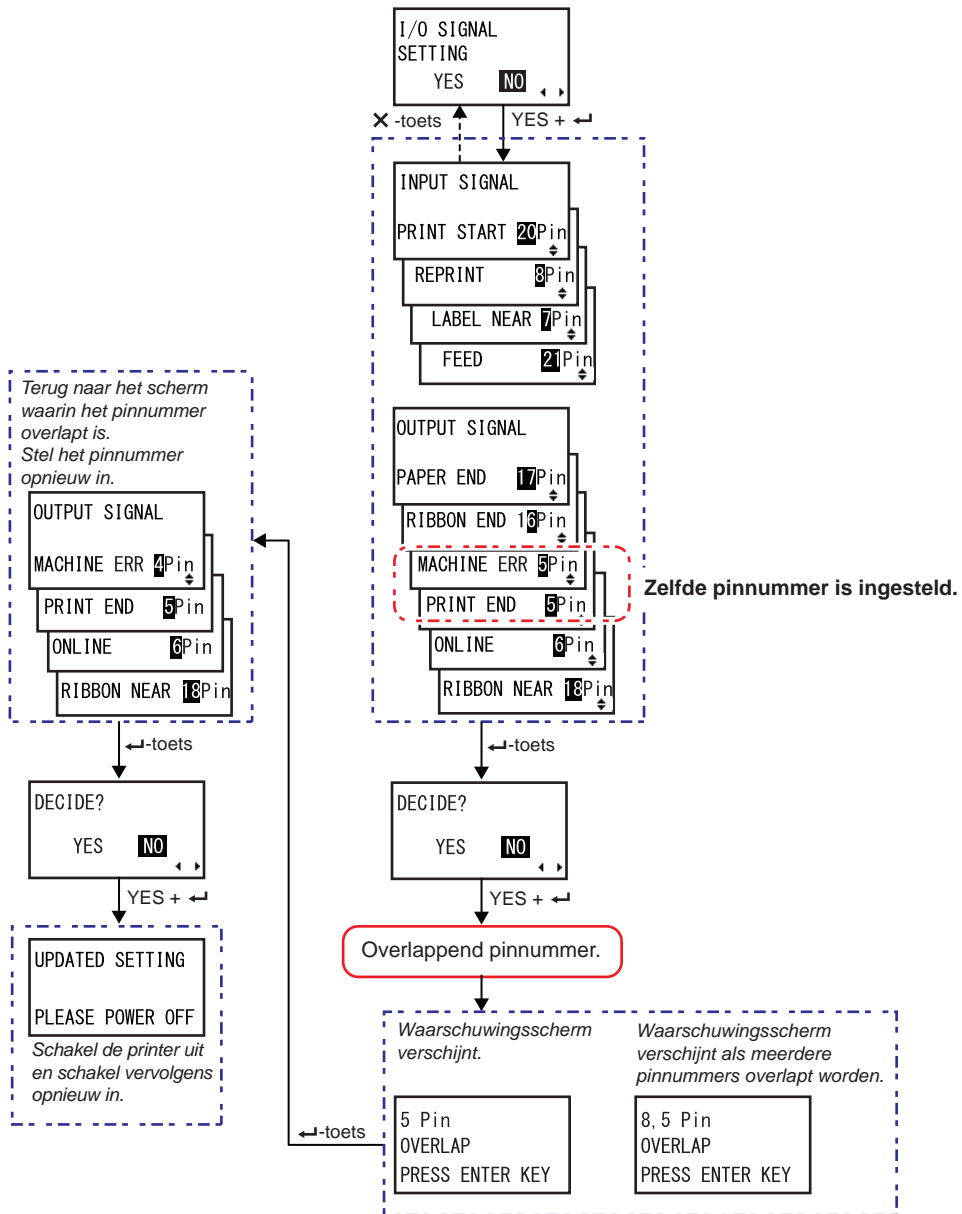 I/O SIGNAL
SETTING
YES NO
✕ -toets
YES + ↵
INPUT SIGNAL
PRINT START 20Pin
REPRINT 8Pin
LABEL NEAR 7Pin
FEED 21Pin
OUTPUT SIGNAL
PAPER END 17Pin
RIBBON END 16Pin
MACHINE ERR 5Pin
PRINT END 5Pin
ONLINE 6Pin
RIBBON NEAR 18Pin
Zelfde pinnummer is ingesteld.
↵-toets
DECIDE?
YES NO
YES + ↵
Overlappend pinnummer.
Waarschuwingsscherm
verschijnt.
5 Pin
OVERLAP
PRESS ENTER KEY
Waarschuwingsscherm
verschijnt als meerdere
pinnummers overlapt worden.
8,5 Pin
OVERLAP
PRESS ENTER KEY
↵-toets
Terug naar het scherm
waarin het pinnummer
overlapt is.
Stel het pinnummer
opnieuw in.
OUTPUT SIGNAL
MACHINE ERR 4Pin
PRINT END 5Pin
ONLINE 6Pin
RIBBON NEAR 18Pin
↵-toets
DECIDE?
YES NO
YES + ↵
UPDATED SETTING
PLEASE POWER OFF
Schakel de printer uit
en schakel vervolgens
opnieuw in.